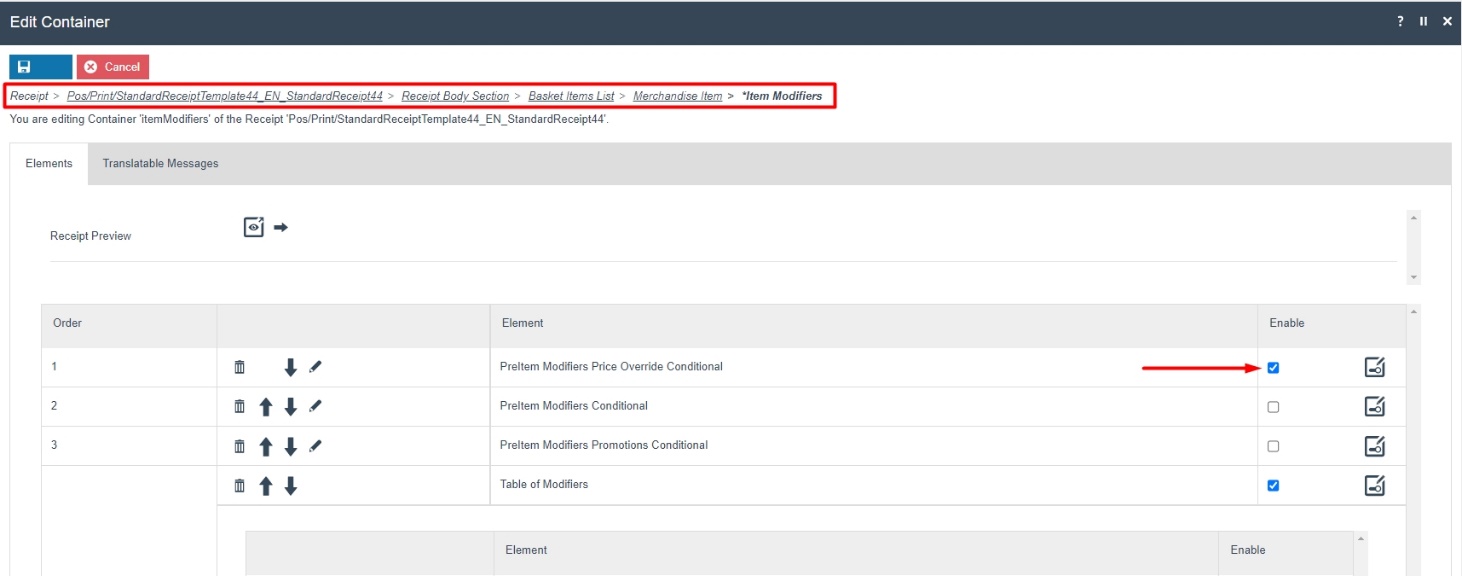 Edit Container
?
Cancel
Receipt > Pos/Print/StandardReceiptTemplate44_EN_StandardReceipt44 > Receipt Body Section > Basket Items List > Merchandise Item > *Item Modifiers
You are editing Container 'itemModifiers' of the Receipt 'Pos/Print/StandardReceiptTemplate44_EN_StandardReceipt44'.
Elements Translatable Messages
Receipt Preview
Order Element Enable
1 PreItem Modifiers Price Override Conditional
2 PreItem Modifiers Conditional
3 PreItem Modifiers Promotions Conditional
Table of Modifiers
Element Enable